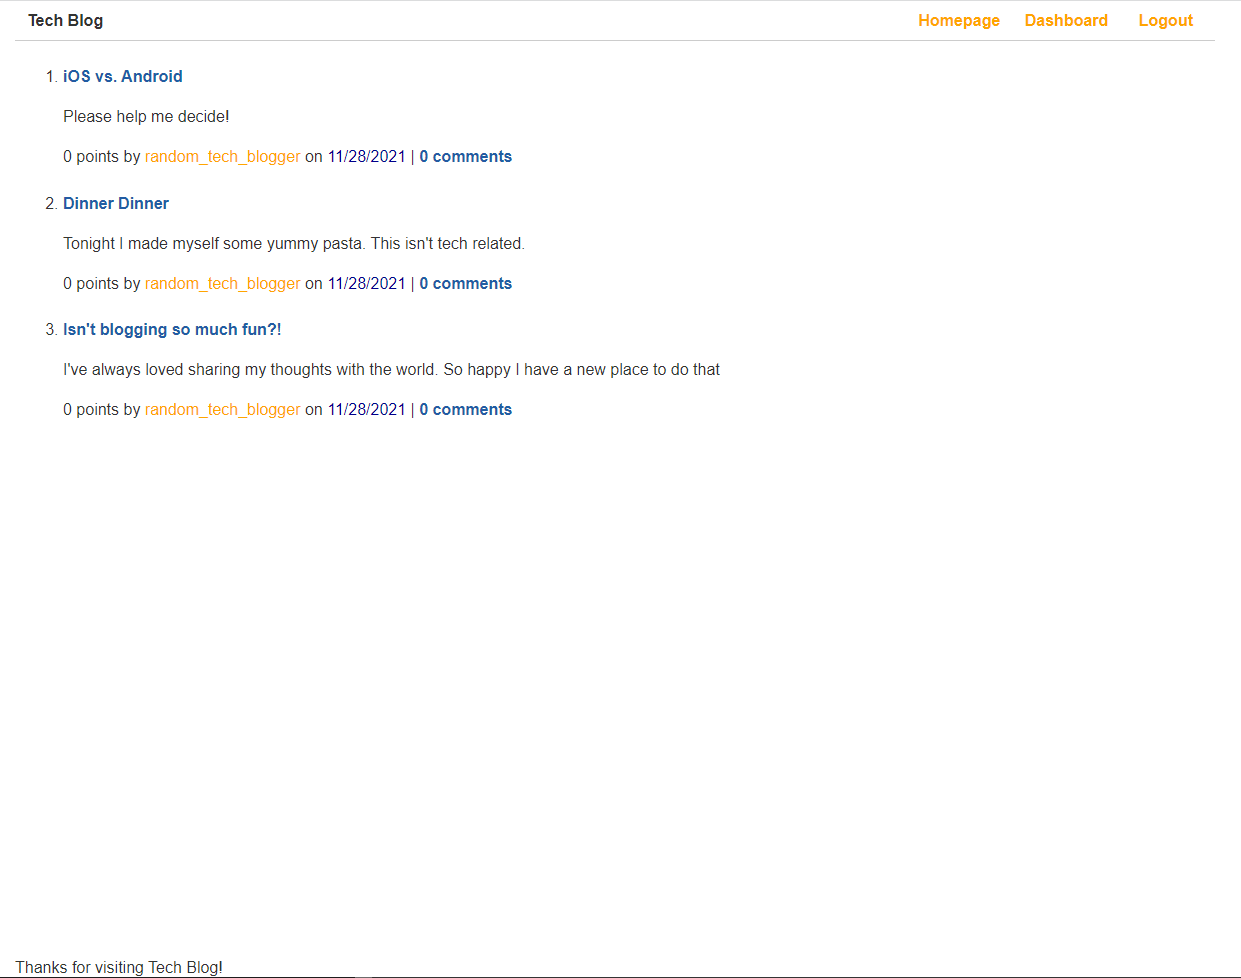 Tech Blog Homepage Dashboard Logout
1. iOS vs. Android
Please help me decide!
0 points by random_tech_blogger on 11/28/2021 | 0 comments
2. Dinner Dinner
Tonight I made myself some yummy pasta. This isn't tech related.
0 points by random_tech_blogger on 11/28/2021 | 0 comments
3. Isn't blogging so much fun?!
I've always loved sharing my thoughts with the world. So happy I have a new place to do that
0 points by random_tech_blogger on 11/28/2021 | 0 comments
Thanks for visiting Tech Blog!